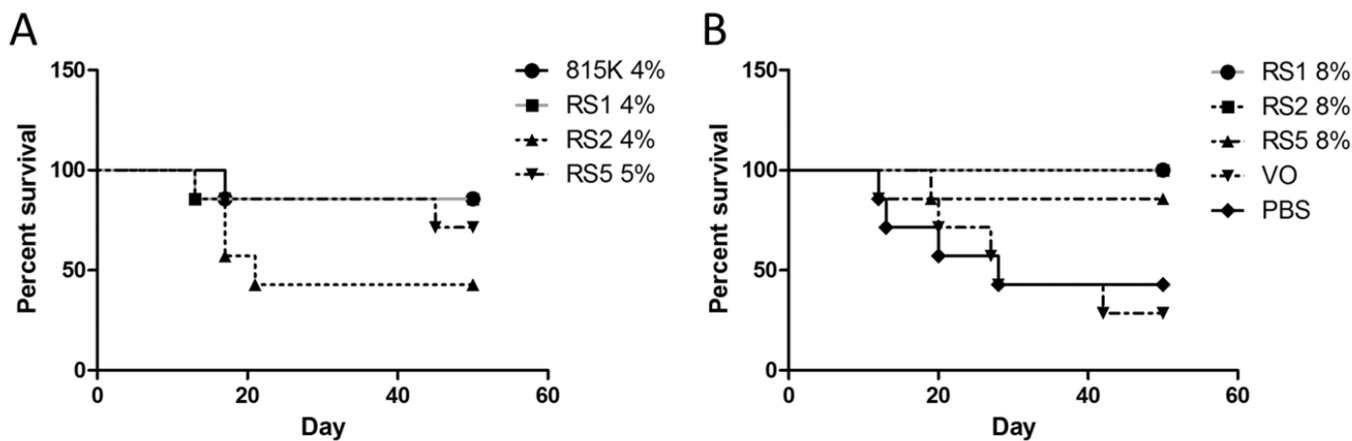 A
150
100
50
0
Percent survival
0
20
40
60
Day
815K 4%
RS1 4%
RS2 4%
RS5 5%
B
150
100
50
0
Percent survival
0
20
40
60
Day
RS1 8%
RS2 8%
RS5 8%
VO
PBS